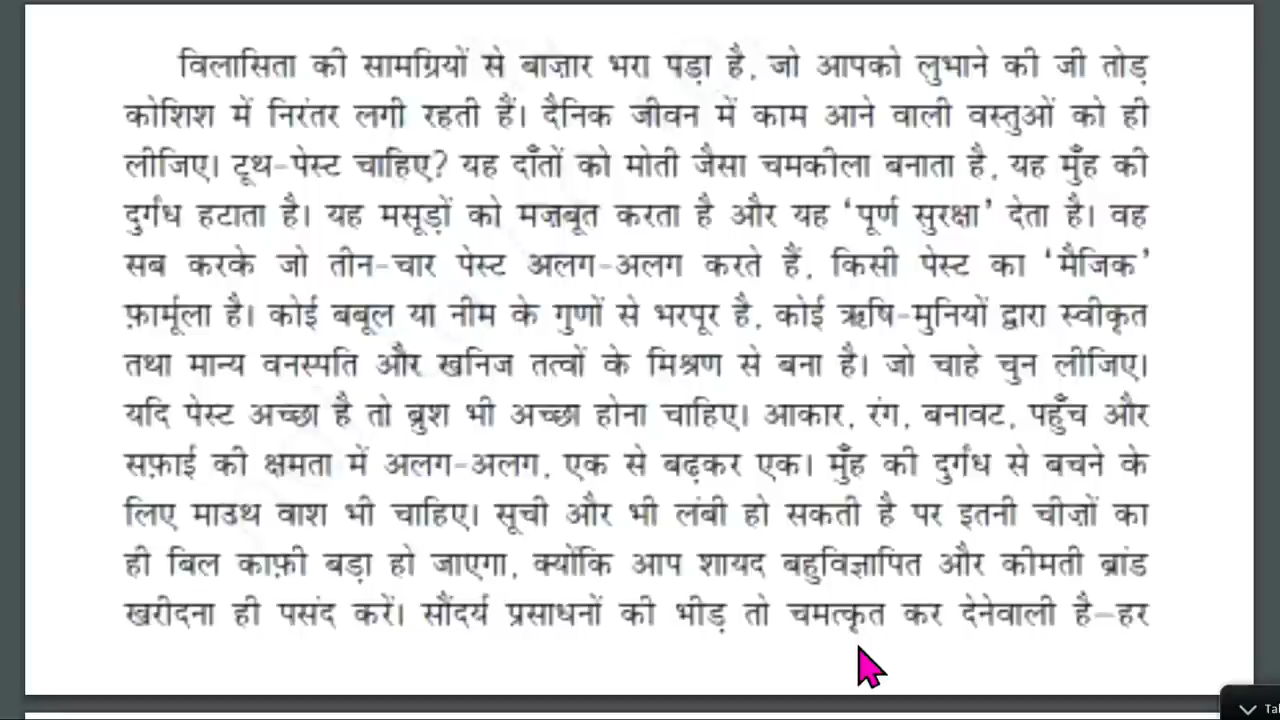 विलासिता की सामग्रियों से बाज़ार भरा पड़ा है, जो आपको लुभाने की जी तोड़
कोशिश में निरंतर लगी रहती हैं। दैनिक जीवन में काम आने वाली वस्तुओं को ही
लीजिए। टूथ-पेस्ट चाहिए? यह दाँतों को मोती जैसा चमकीला बनाता है, यह मुँह की
दुर्गंध हटाता है। यह मसूड़ों को मज़बूत करता है और यह ‘पूर्ण सुरक्षा’ देता है। वह
सब करके जो तीन-चार पेस्ट अलग-अलग करते हैं, किसी पेस्ट का ‘मैजिक’
फ़ार्मूला है। कोई बबूल या नीम के गुणों से भरपूर है, कोई ऋषि-मुनियों द्वारा स्वीकृत
तथा मान्य वनस्पति और खनिज तत्वों के मिश्रण से बना है। जो चाहे चुन लीजिए।
यदि पेस्ट अच्छा है तो ब्रुश भी अच्छा होना चाहिए। आकार, रंग, बनावट, पहुँच और
सफ़ाई की क्षमता में अलग-अलग, एक से बढ़कर एक। मुँह की दुर्गंध से बचने के
लिए माउथ वाश भी चाहिए। सूची और भी लंबी हो सकती है पर इतनी चीज़ों का
ही बिल काफ़ी बड़ा हो जाएगा, क्योंकि आप शायद बहुविज्ञापित और कीमती ब्रांड
खरीदना ही पसंद करें। सौंदर्य प्रसाधनों की भीड़ तो चमत्कृत कर देनेवाली है—हर